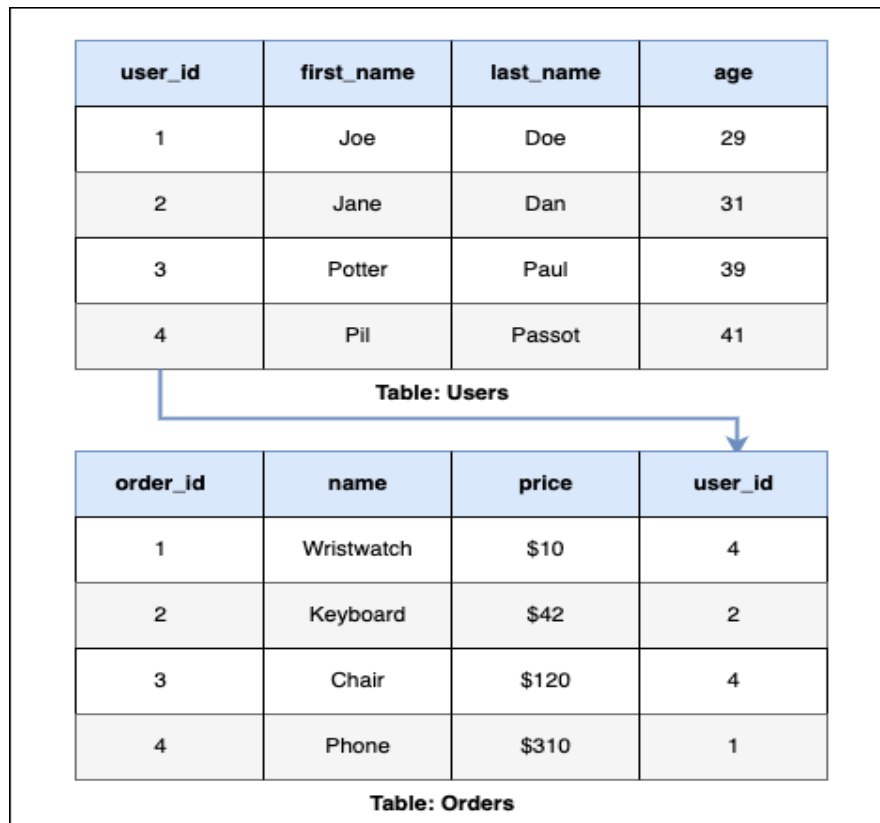 user_id first_name last_name age
1 Joe Doe 29
2 Jane Dan 31
3 Potter Paul 39
4 Pil Passot 41
Table: Users
order_id name price user_id
1 Wristwatch $10 4
2 Keyboard $42 2
3 Chair $120 4
4 Phone $310 1
Table: Orders